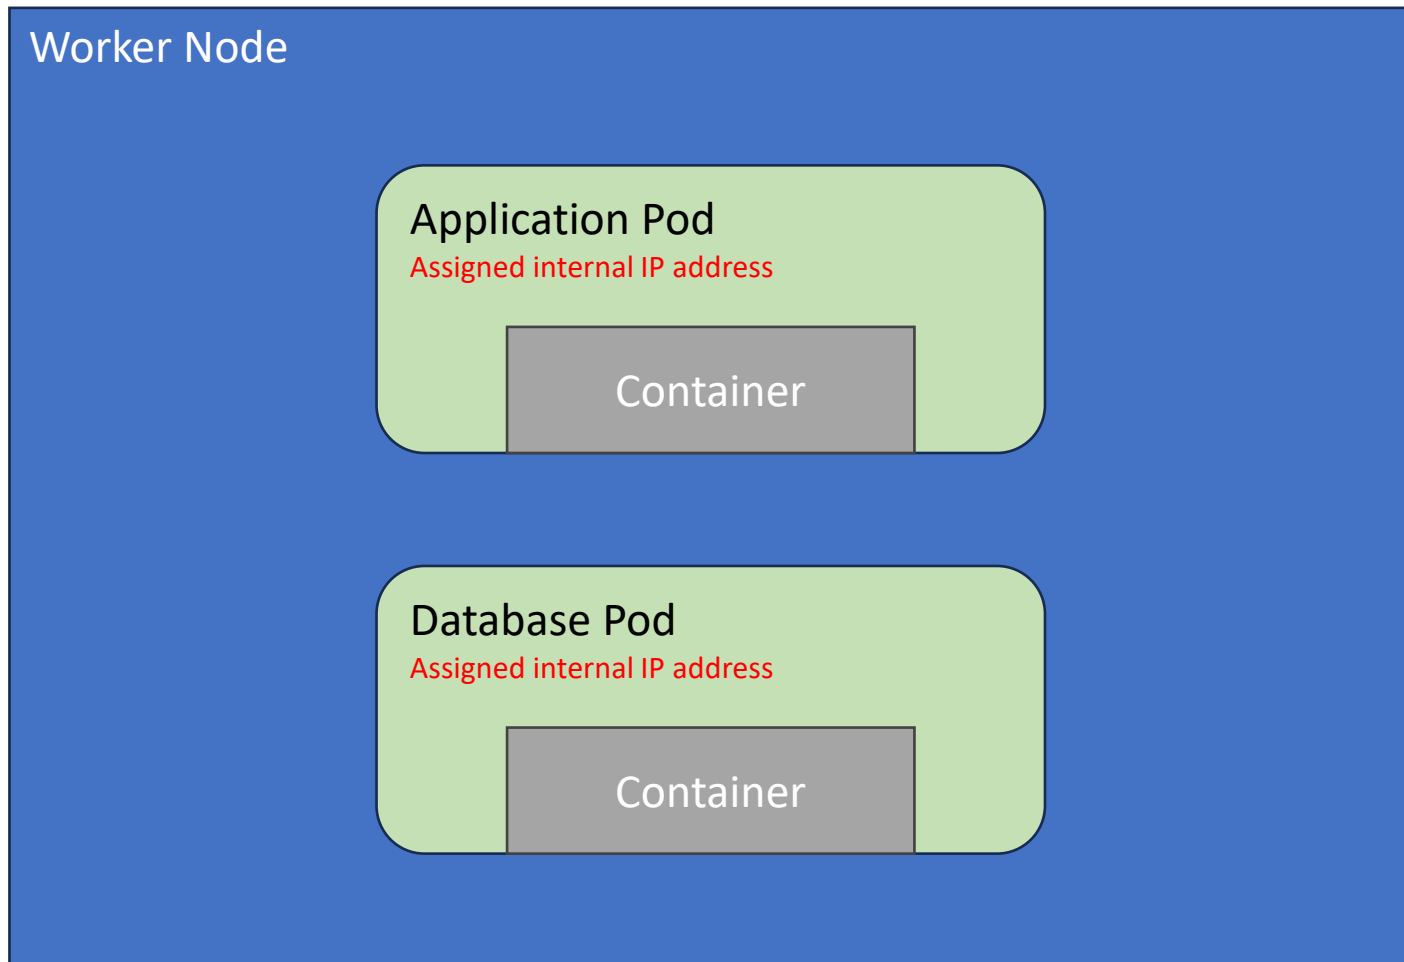 Worker Node
Application Pod
Assigned internal IP address
Container
Database Pod
Assigned internal IP address
Container